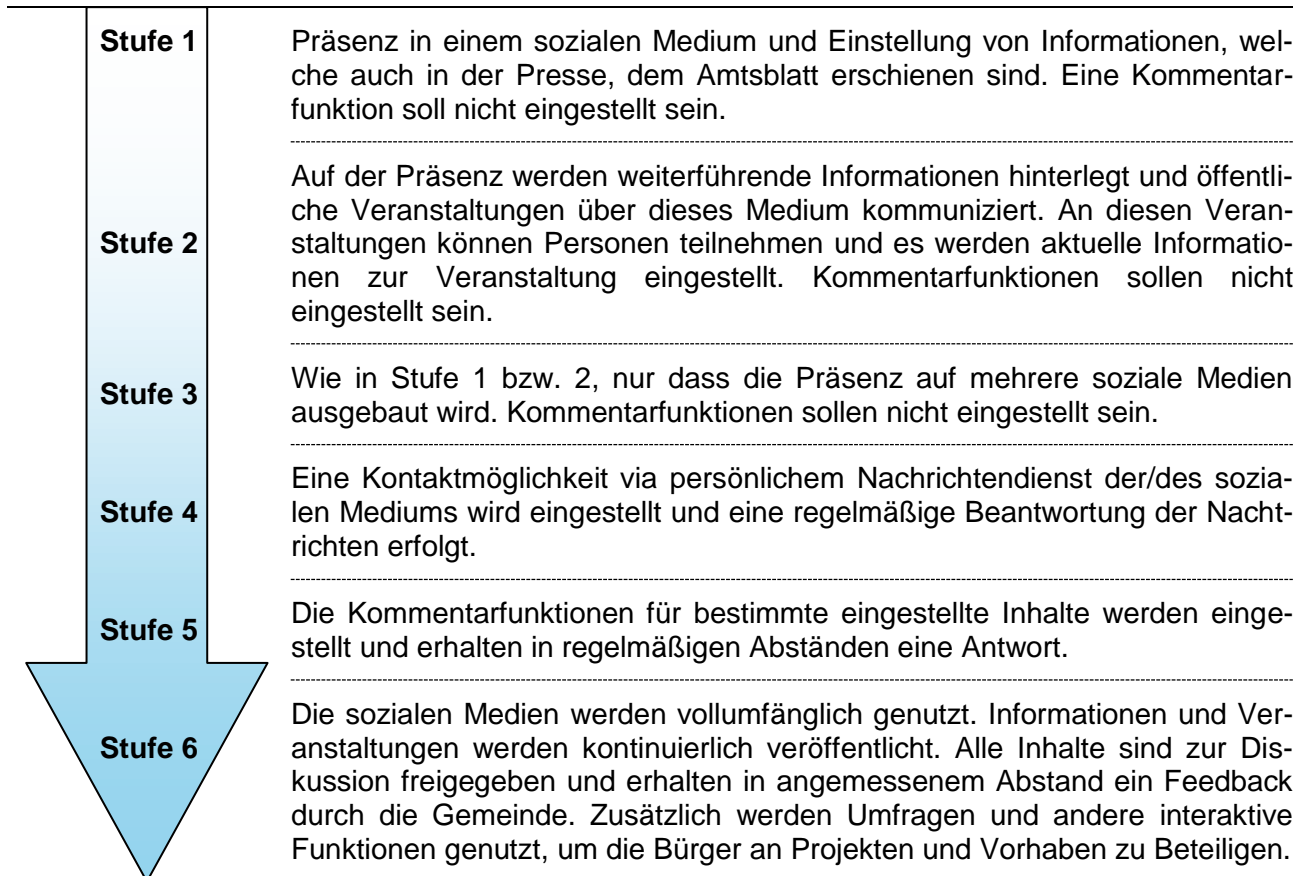 Stufe 1
Präsenz in einem sozialen Medium und Einstellung von Informationen, wel-
che auch in der Presse, dem Amtsblatt erschienen sind. Eine Kommentar-
funktion soll nicht eingestellt sein.
Stufe 2
Auf der Präsenz werden weiterführende Informationen hinterlegt und öffentli-
che Veranstaltungen über dieses Medium kommuniziert. An diesen Veran-
staltungen können Personen teilnehmen und es werden aktuelle Informatio-
nen zur Veranstaltung eingestellt. Kommentarfunktionen sollen nicht
eingestellt sein.
Stufe 3
Wie in Stufe 1 bzw. 2, nur dass die Präsenz auf mehrere soziale Medien
ausgebaut wird. Kommentarfunktionen sollen nicht eingestellt sein.
Stufe 4
Eine Kontaktmöglichkeit via persönlichem Nachrichtendienst der/des sozia-
len Mediums wird eingestellt und eine regelmäßige Beantwortung der Nacht-
richten erfolgt.
Stufe 5
Die Kommentarfunktionen für bestimmte eingestellte Inhalte werden einge-
stellt und erhalten in regelmäßigen Abständen eine Antwort.
Stufe 6
Die sozialen Medien werden vollumfänglich genutzt. Informationen und Ver-
anstaltungen werden kontinuierlich veröffentlicht. Alle Inhalte sind zur Dis-
kussion freigegeben und erhalten in angemessenem Abstand ein Feedback
durch die Gemeinde. Zusätzlich werden Umfragen und andere interaktive
Funktionen genutzt, um die Bürger an Projekten und Vorhaben zu Beteiligen.